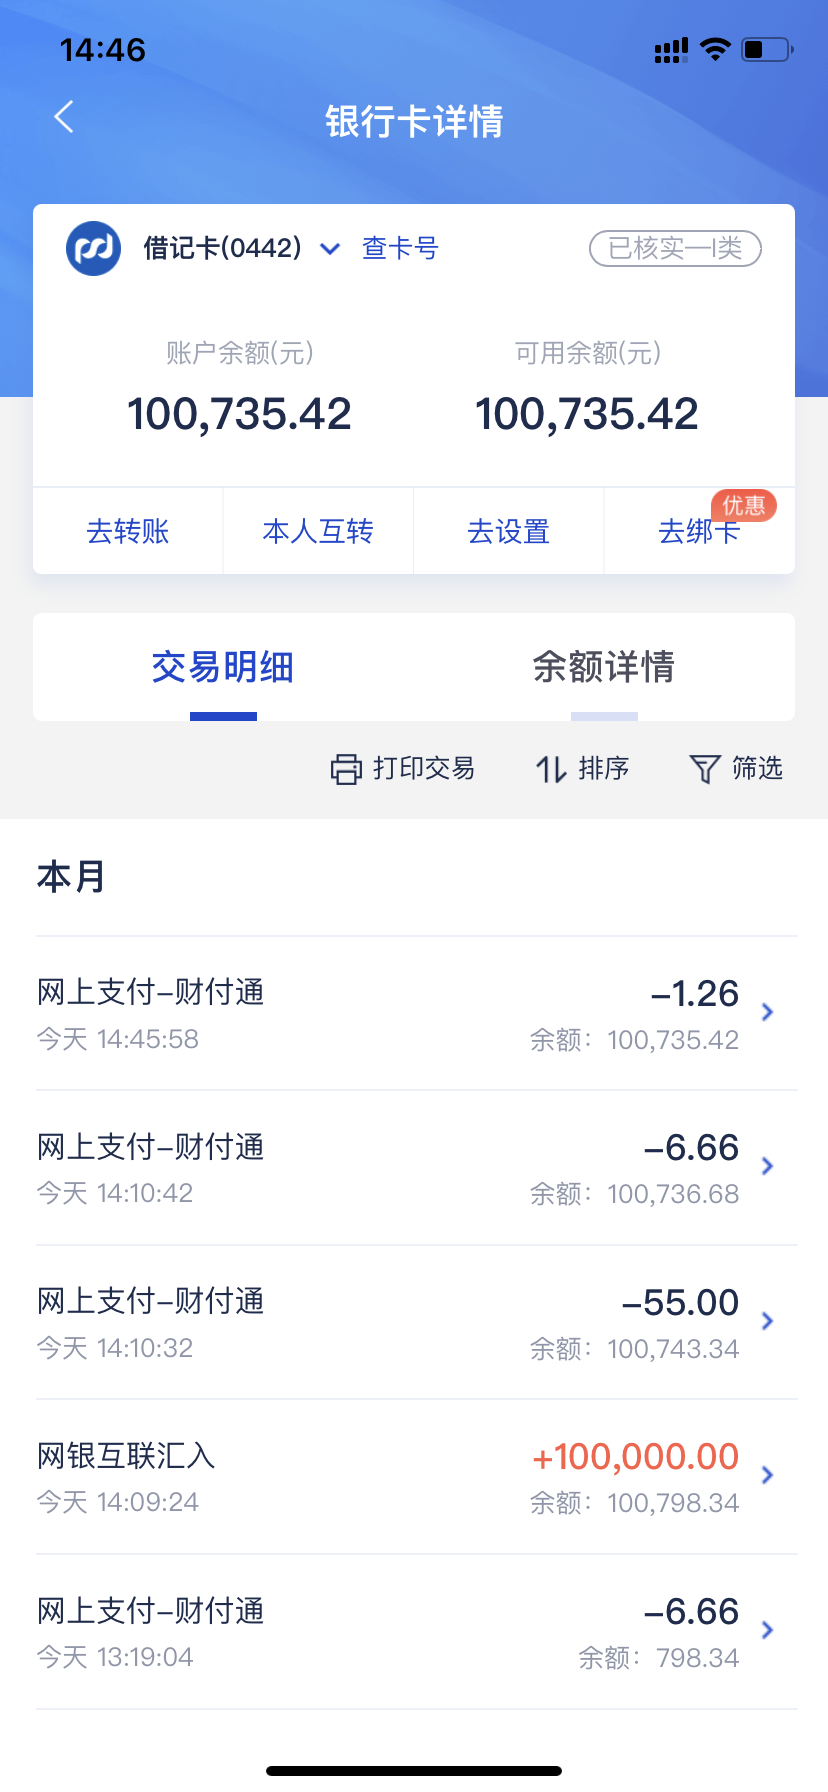 14:46
银行卡详情
借记卡(0442) 查卡号 已核实—I类
账户余额(元) 可用余额(元)
100,735.42 100,735.42
优惠
去转账 本人互转 去设置 去绑卡
交易明细 余额详情
打印交易 排序 筛选
本月
网上支付–财付通 –1.26
今天 14:45:58 余额：100,735.42
网上支付–财付通 –6.66
今天 14:10:42 余额：100,736.68
网上支付–财付通 –55.00
今天 14:10:32 余额：100,743.34
网银互联汇入 +100,000.00
今天 14:09:24 余额：100,798.34
网上支付–财付通 –6.66
今天 13:19:04 余额：798.34